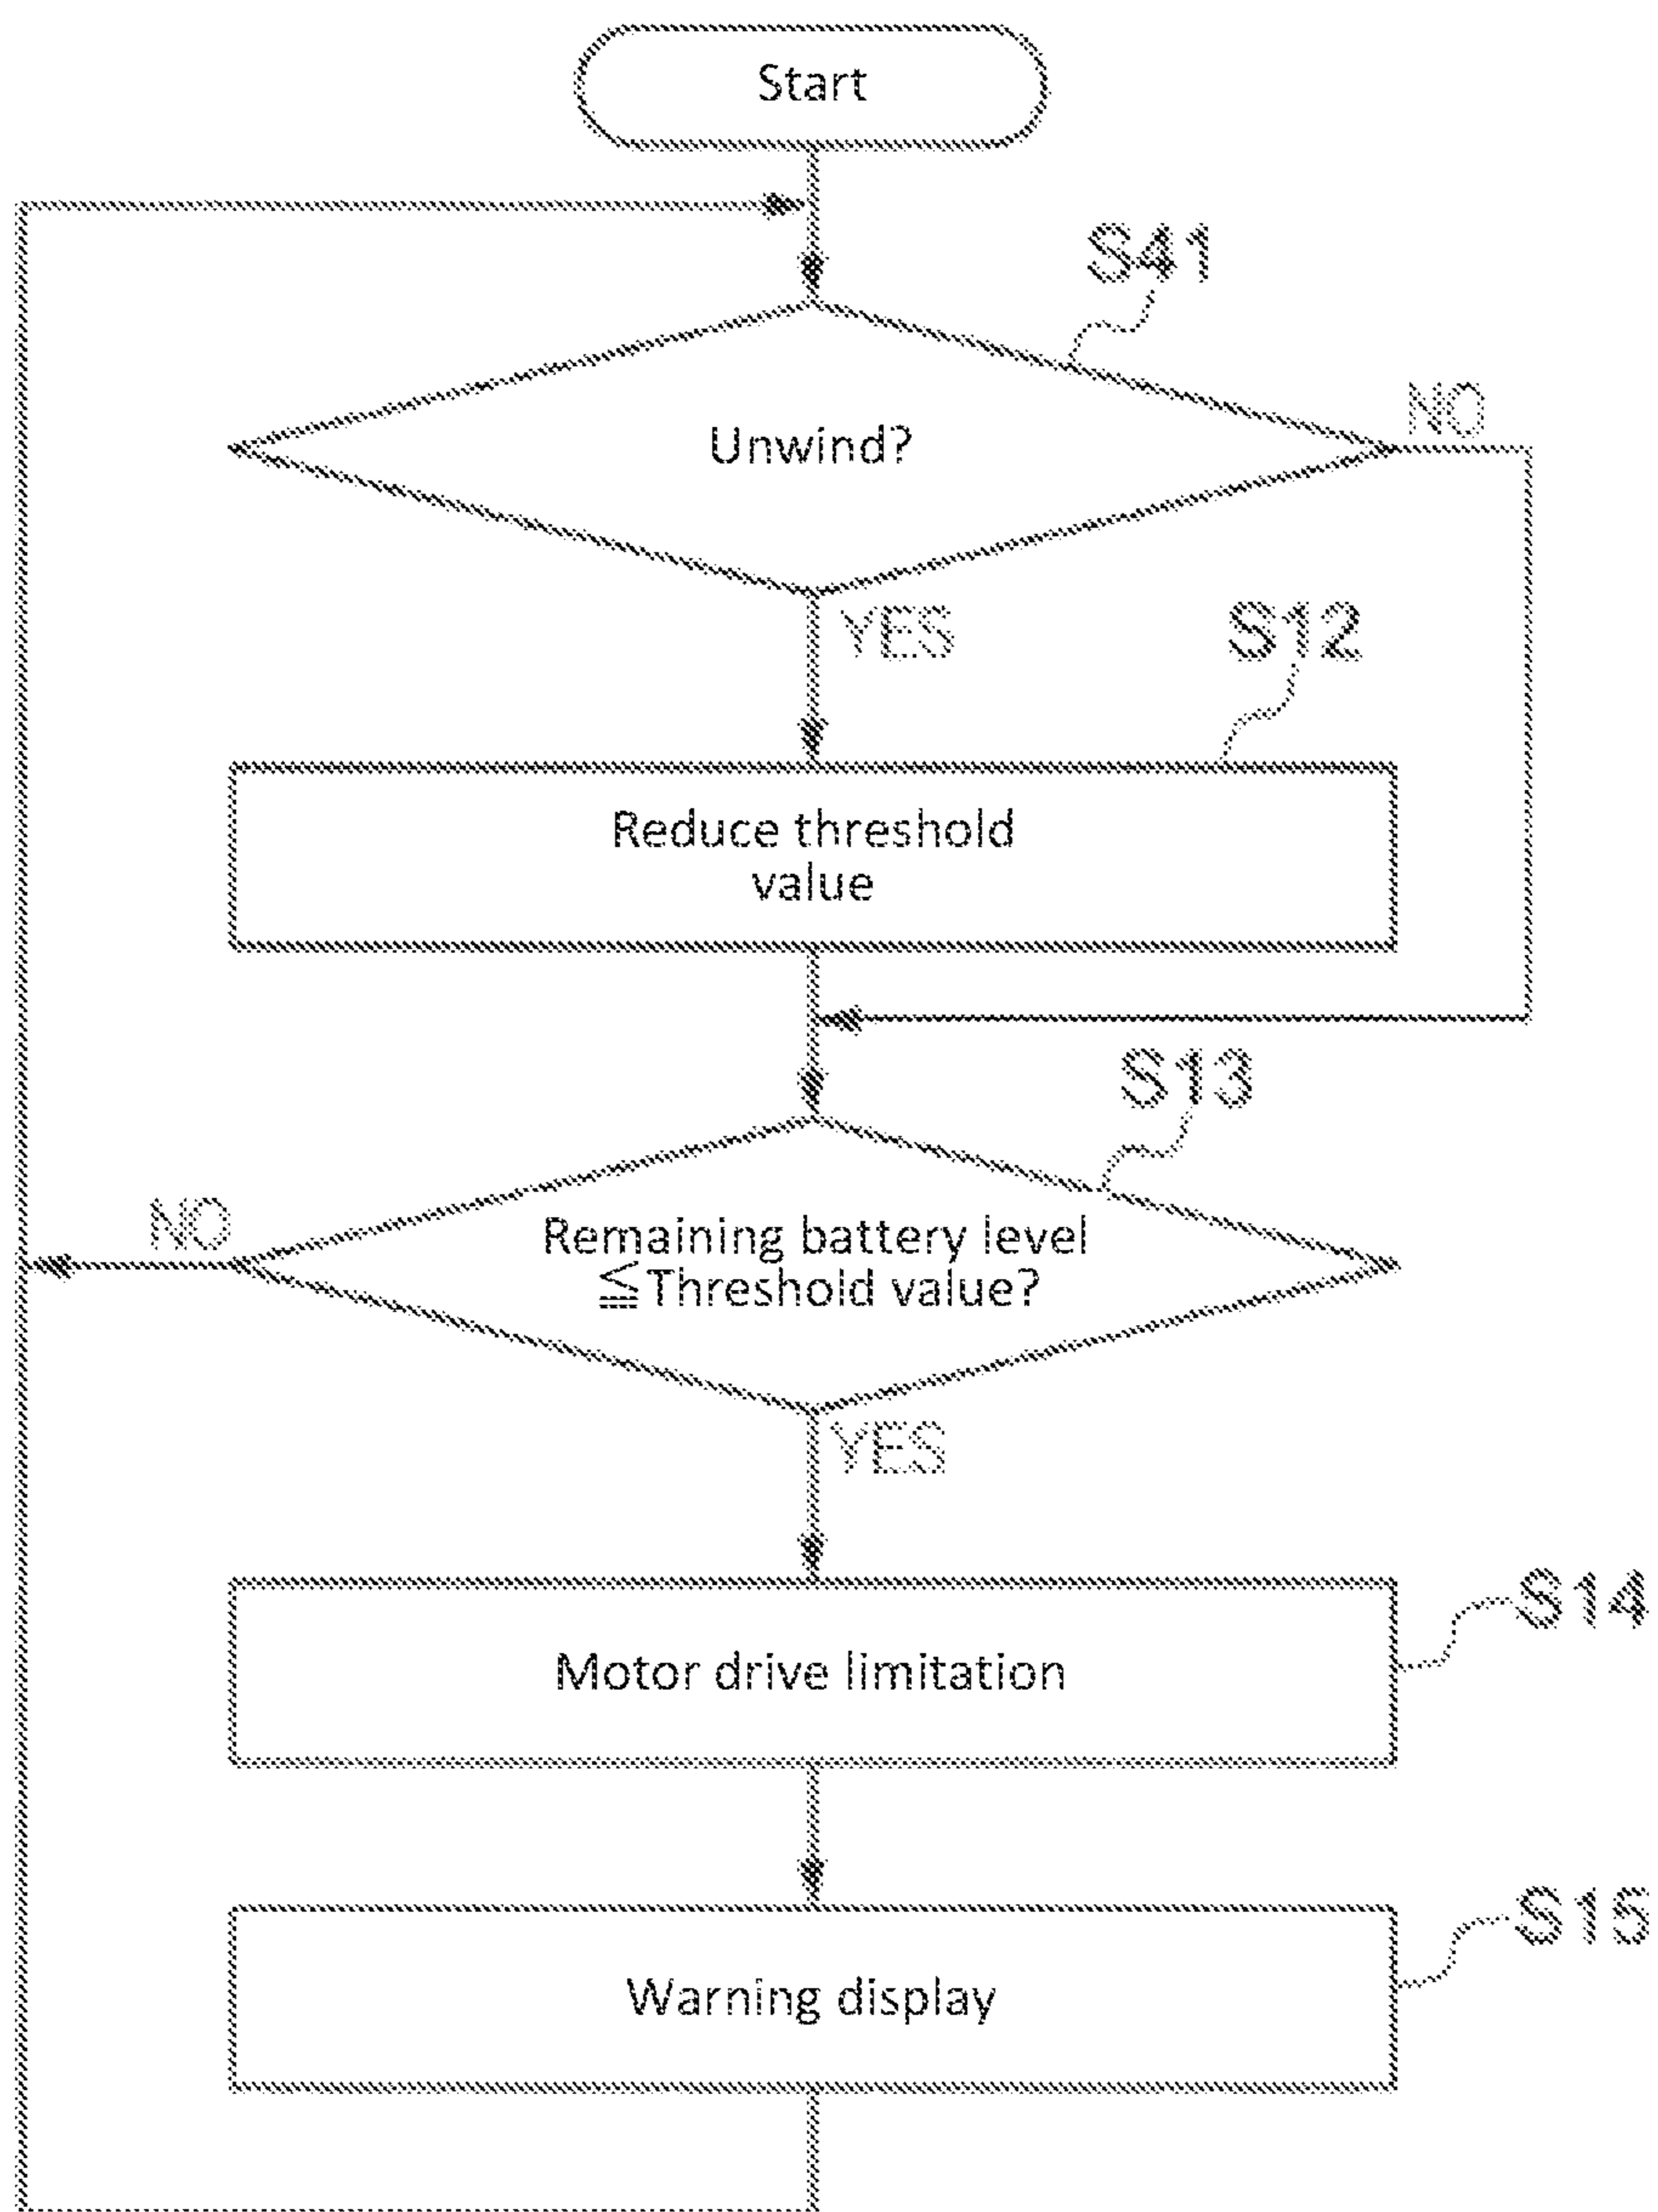 Start
S41
Unwind?
NO
YES
S12
Reduce threshold
value
S13
NO
Remaining battery level
≦Threshold value?
YES
S14
Motor drive limitation
S15
Warning display